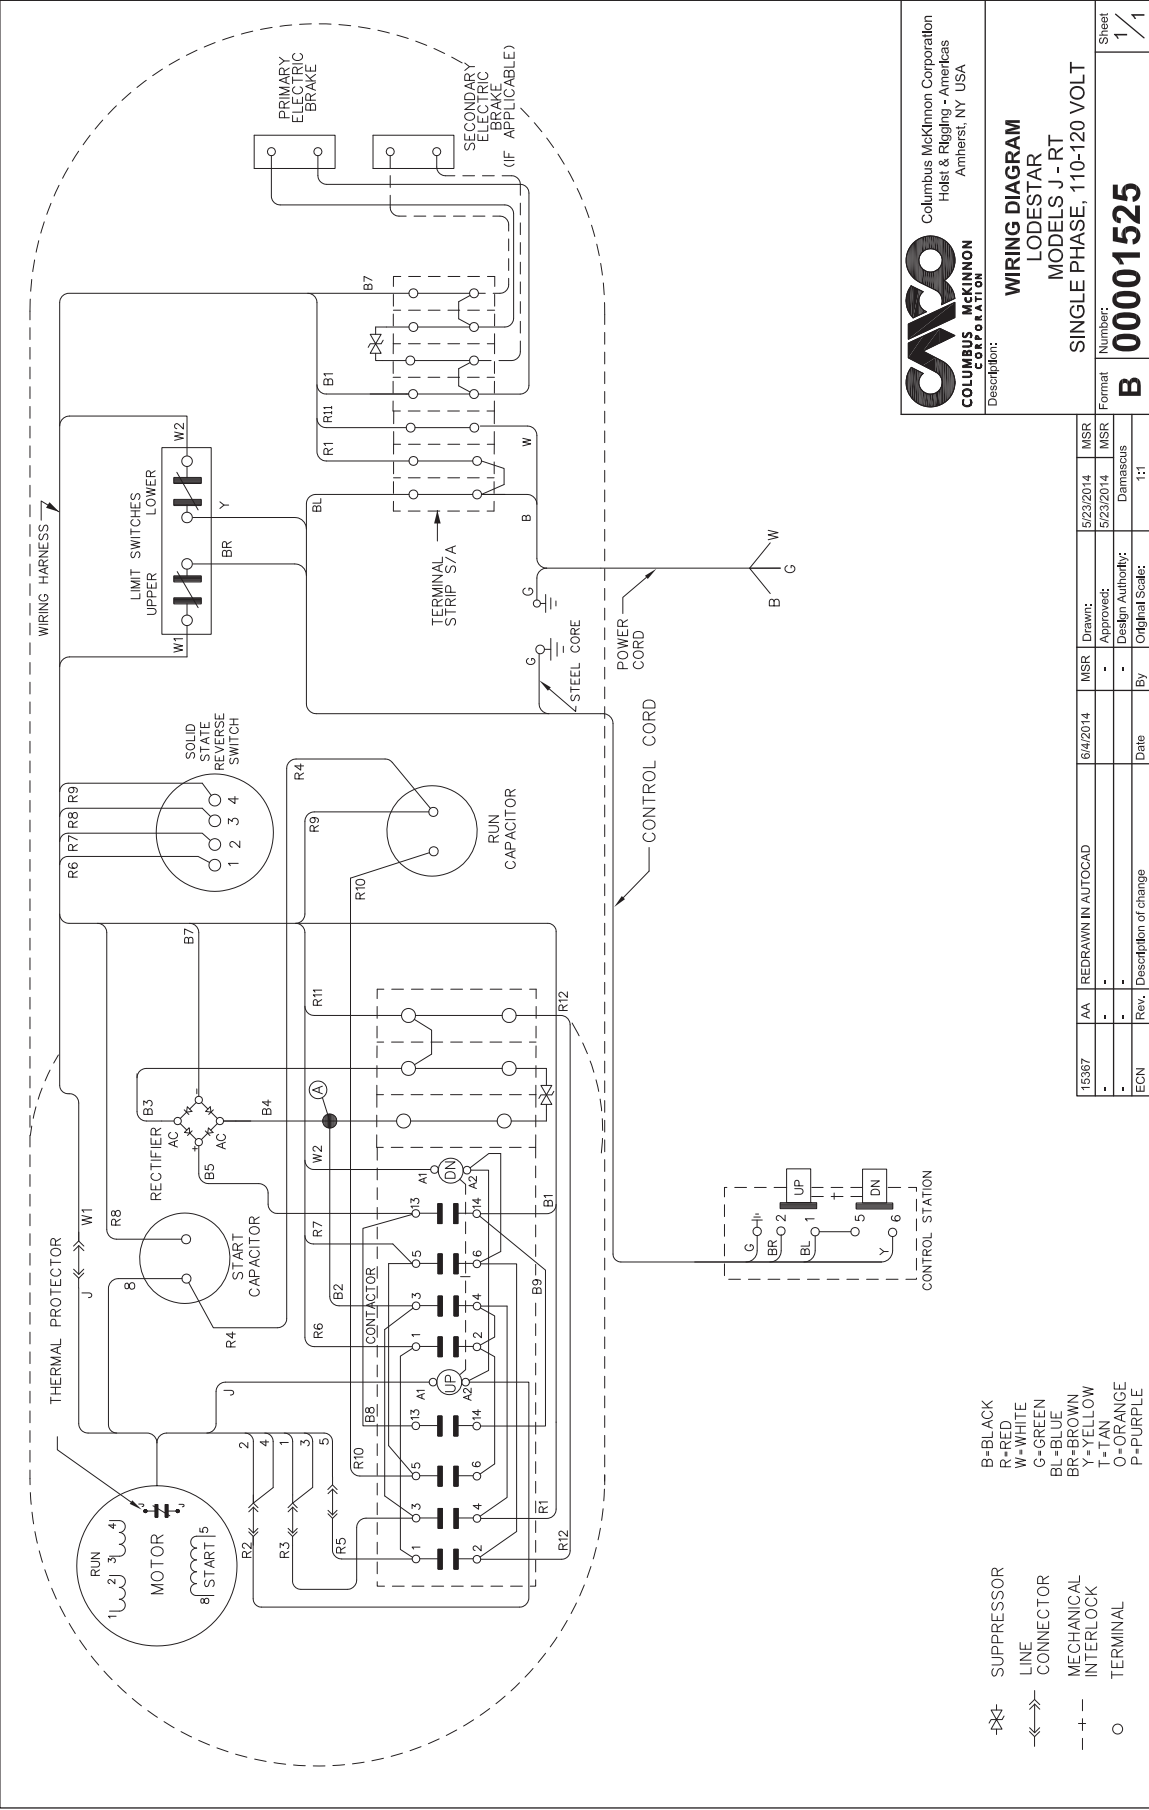 THERMAL PROTECTOR
WIRING HARNESS
RUN
1 2 3 4
MOTOR
8 START 5
J
J
J
W1
R8
8
START
CAPACITOR
R4
J
RECTIFIER
AC
AC
+
-
B3
B4
B5
B7
R6
R7
R8
R9
1 2 3 4
SOLID
STATE
REVERSE
SWITCH
W1
LIMIT SWITCHES
UPPER
LOWER
W2
BR
Y
PRIMARY
ELECTRIC
BRAKE
SECONDARY
ELECTRIC
BRAKE
(IF APPLICABLE)
2
4
1
3
5
R2
R3
R5
R10
B8
R6
B2
R7
W2
A
R11
R9
R4
R10
RUN
CAPACITOR
BL
R1
R11
B1
B7
CONTACTOR
1
3
5
13
A1
UP
A2
1
3
5
13
A1
DN
A2
2
4
6
14
2
4
6
14
R12
R1
B9
B1
R12
TERMINAL
STRIP S/A
B
W
G
G
STEEL CORE
POWER
CORD
B
G
W
CONTROL CORD
G
BR
BL
Y
2
1
5
6
UP
DN
CONTROL STATION
SUPPRESSOR
LINE
CONNECTOR
MECHANICAL
INTERLOCK
TERMINAL
B=BLACK
R=RED
W=WHITE
G=GREEN
BL=BLUE
BR=BROWN
Y=YELLOW
T=TAN
O=ORANGE
P=PURPLE
COLUMBUS McKINNON
CORPORATION
Columbus McKinnon Corporation
Hoist & Rigging - Americas
Amherst, NY USA
Description:
WIRING DIAGRAM
LODESTAR
MODELS J - RT
SINGLE PHASE, 110-120 VOLT
15367 AA REDRAWN IN AUTOCAD 6/4/2014 MSR Drawn: 5/23/2014 MSR
- - - - Approved: 5/23/2014 MSR
- - - - Design Authority: Damascus
ECN Rev. Description of change Date By Original Scale: 1:1
Format
B
Number:
00001525
Sheet
1/1